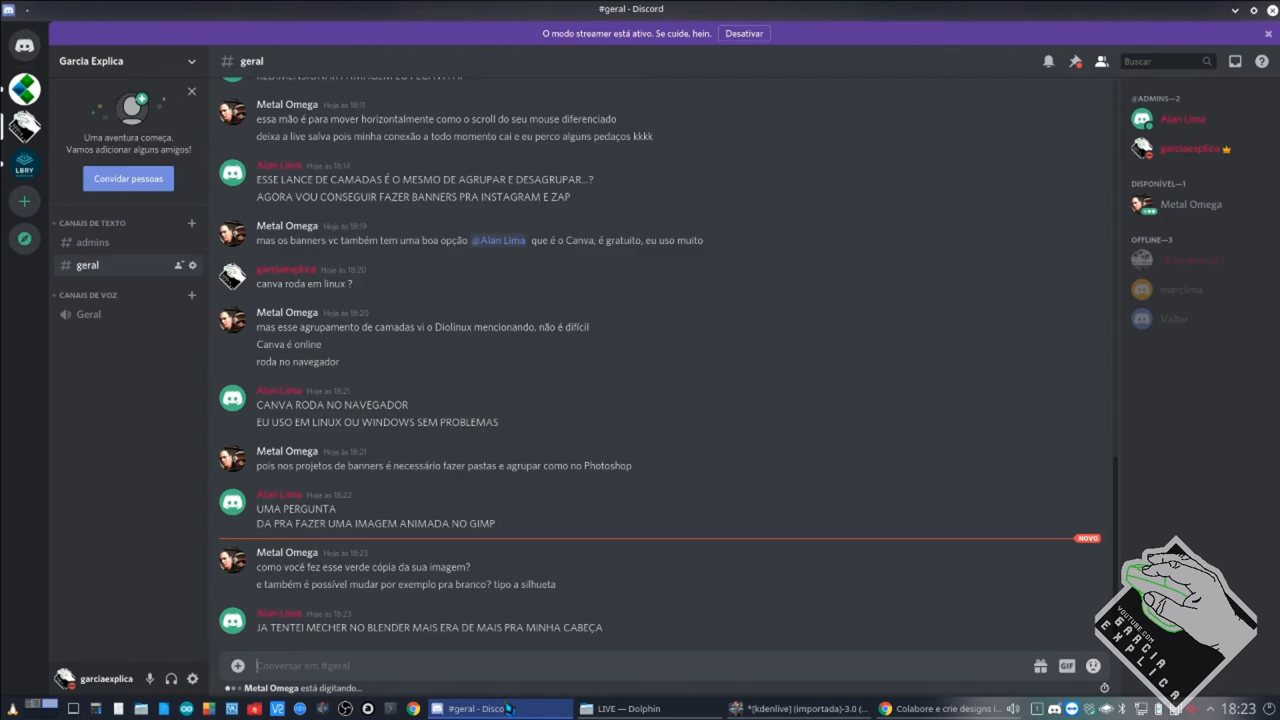 #geral - Discord
O modo streamer está ativo. Se cuide, hein. Desativar
Garcia Explica
# geral
Buscar
Uma aventura começa.
Vamos adicionar alguns amigos!
Convidar pessoas
CANAIS DE TEXTO
# admins
# geral
CANAIS DE VOZ
Geral
LBRY
Metal Omega Hoje às 18:11
essa mão é para mover horizontalmente como o scroll do seu mouse diferenciado
deixa a live salva pois minha conexão a todo momento cai e eu perco alguns pedaços kkkk
Alan Lima Hoje às 18:14
ESSE LANCE DE CAMADAS É O MESMO DE AGRUPAR E DESAGRUPAR...?
AGORA VOU CONSEGUIR FAZER BANNERS PRA INSTAGRAM E ZAP
Metal Omega Hoje às 18:19
mas os banners vc também tem uma boa opção @Alan Lima que é o Canva, é gratuito, eu uso muito
garciaexplica Hoje às 18:20
canva roda em linux ?
Metal Omega Hoje às 18:20
mas esse agrupamento de camadas vi o Diolinux mencionando, não é difícil
Canva é online
roda no navegador
Alan Lima Hoje às 18:21
CANVA RODA NO NAVEGADOR
EU USO EM LINUX OU WINDOWS SEM PROBLEMAS
Metal Omega Hoje às 18:21
pois nos projetos de banners é necessário fazer pastas e agrupar como no Photoshop
Alan Lima Hoje às 18:22
UMA PERGUNTA
DA PRA FAZER UMA IMAGEM ANIMADA NO GIMP
NOVO
Metal Omega Hoje às 18:23
como você fez esse verde cópia da sua imagem?
e também é possível mudar por exemplo pra branco? tipo a silhueta
Alan Lima Hoje às 18:23
JA TENTEI MECHER NO BLENDER MAIS ERA DE MAIS PRA MINHA CABEÇA
Conversar em #geral
GIF
Metal Omega está digitando...
ADMINS—2
Alan Lima
garciaexplica
DISPONÍVEL—1
Metal Omega
OFFLINE—3
marclima
Valter
garciaexplica
YOUTUBE.COM
GARCIA
EXPLICA
#geral - Disco
LIVE — Dolphin
*(kdenlive) (importada)-3.0 (...
Colabore e crie designs i...
18:23